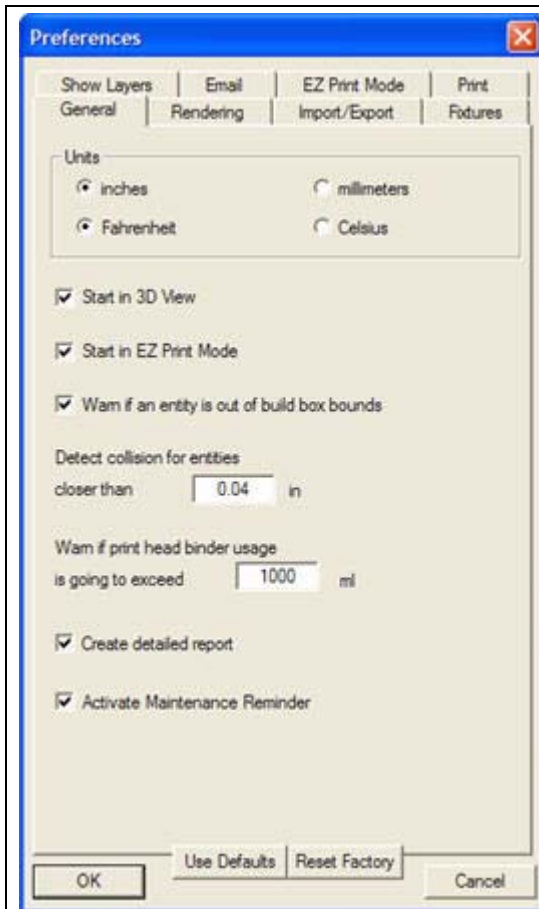 Preferences
Show Layers Email EZ Print Mode Print
General Rendering Import/Export Fixtures
Units
inches millimeters
Fahrenheit Celsius
Start in 3D View
Start in EZ Print Mode
Warn if an entity is out of build box bounds
Detect collision for entities
closer than 0.04 in
Warn if print head binder usage
is going to exceed 1000 ml
Create detailed report
Activate Maintenance Reminder
Use Defaults Reset Factory
OK Cancel